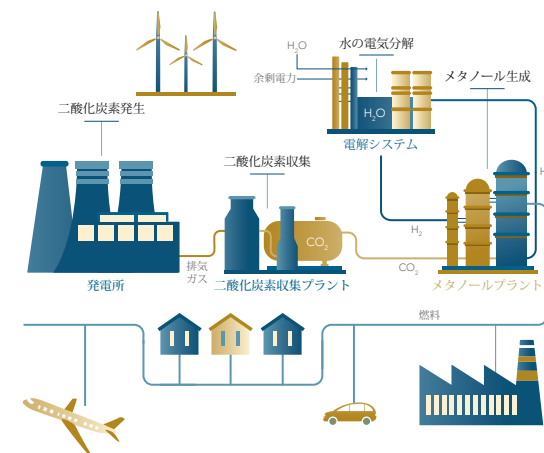 H₂O
水の電気分解
余剰電力
メタノール生成
二酸化炭素発生
H₂O
電解システム
二酸化炭素収集
H₂
CO₂
排気
ガス
CO₂
発電所
二酸化炭素収集プラント
メタノールプラント
燃料